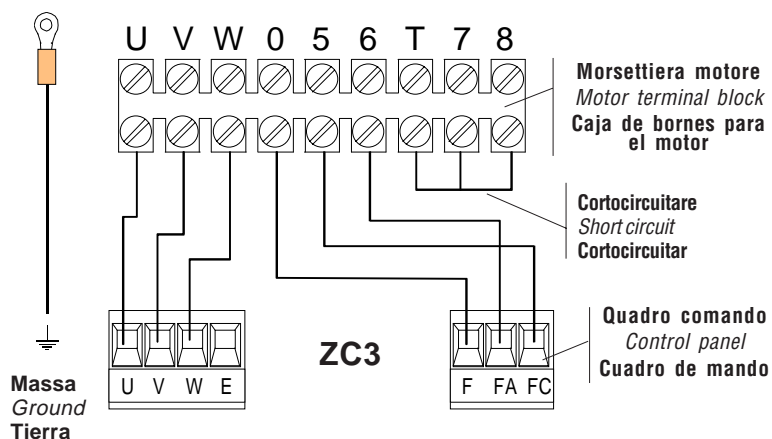 U V W 0 5 6 T 7 8
Morsettiera motore
Motor terminal block
Caja de bornes para
el motor
Cortocircuitare
Short circuit
Cortocircuitar
Quadro comando
Control panel
Cuadro de mando
ZC3
U V W E
F FA FC
Massa
Ground
Tierra